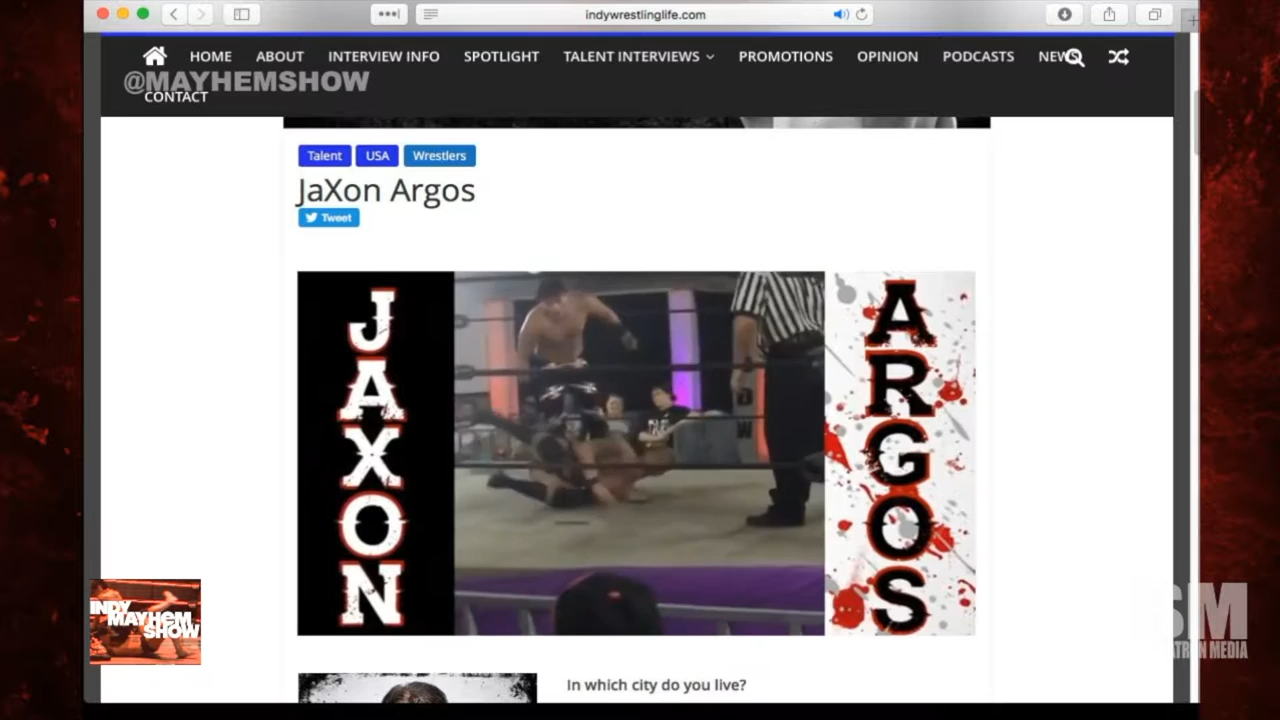 indywrestlinglife.com
HOME ABOUT INTERVIEW INFO SPOTLIGHT TALENT INTERVIEWS PROMOTIONS OPINION PODCASTS
@MAYHEMSHOW
CONTACT
Talent USA Wrestlers
JaXon Argos
Tweet
JAXON
ARGOS
INDY
MAYHEM
SHOW
In which city do you live?
MEDIA